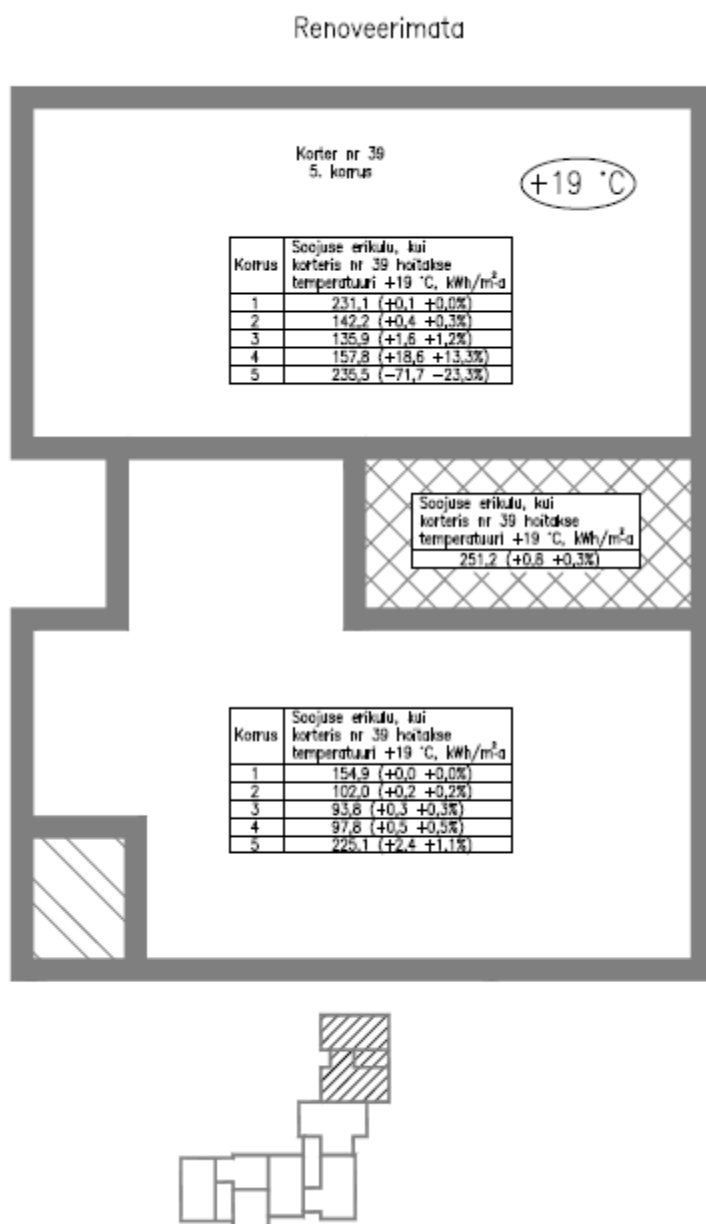 Renoveerimata
Korter nr 39
5. korrus
+19 °C
Korrus
Soojuse erikulu, kui
korteris nr 39 hoitakse
temperatuuri +19 °C, kWh/m²a
1 231,1 (+0,1 +0,0%)
2 142,2 (+0,4 +0,3%)
3 135,9 (+1,6 +1,2%)
4 157,8 (+18,6 +13,3%)
5 235,5 (−71,7 −23,3%)
Soojuse erikulu, kui
korteris nr 39 hoitakse
temperatuuri +19 °C, kWh/m²a
251,2 (+0,8 +0,3%)
Korrus
Soojuse erikulu, kui
korteris nr 39 hoitakse
temperatuuri +19 °C, kWh/m²a
1 154,9 (+0,0 +0,0%)
2 102,0 (+0,2 +0,2%)
3 93,8 (+0,3 +0,3%)
4 97,8 (+0,5 +0,5%)
5 225,1 (+2,4 +1,1%)